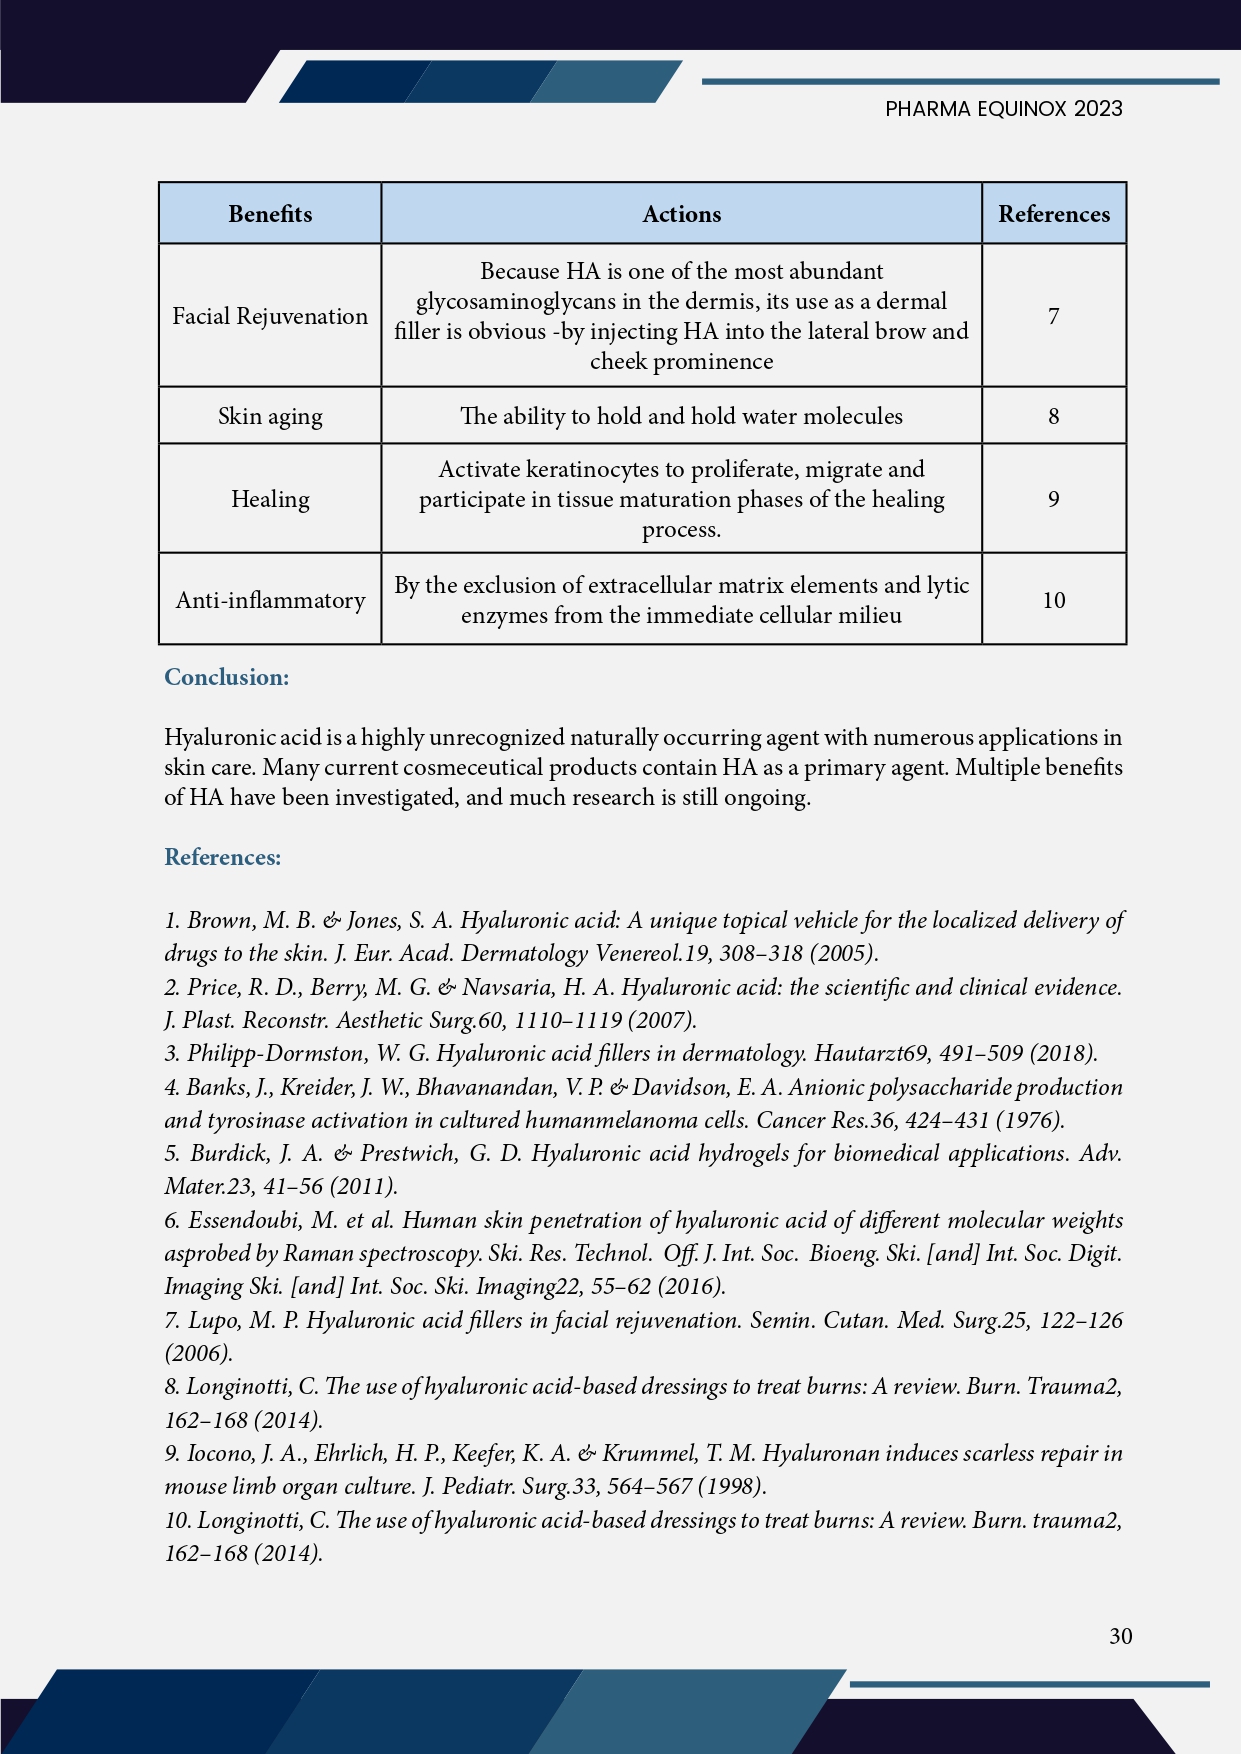 PHARMA EQUINOX 2023
Benefits Actions References
Facial Rejuvenation
Because HA is one of the most abundant
glycosaminoglycans in the dermis, its use as a dermal
filler is obvious -by injecting HA into the lateral brow and
cheek prominence
7
Skin aging
The ability to hold and hold water molecules
8
Healing
Activate keratinocytes to proliferate, migrate and
participate in tissue maturation phases of the healing
process.
9
Anti-inflammatory
By the exclusion of extracellular matrix elements and lytic
enzymes from the immediate cellular milieu
10
Conclusion:
Hyaluronic acid is a highly unrecognized naturally occurring agent with numerous applications in
skin care. Many current cosmeceutical products contain HA as a primary agent. Multiple benefits
of HA have been investigated, and much research is still ongoing.
References:
1. Brown, M. B. & Jones, S. A. Hyaluronic acid: A unique topical vehicle for the localized delivery of
drugs to the skin. J. Eur. Acad. Dermatology Venereol.19, 308–318 (2005).
2. Price, R. D., Berry, M. G. & Navsaria, H. A. Hyaluronic acid: the scientific and clinical evidence.
J. Plast. Reconstr. Aesthetic Surg.60, 1110–1119 (2007).
3. Philipp-Dormston, W. G. Hyaluronic acid fillers in dermatology. Hautarzt69, 491–509 (2018).
4. Banks, J., Kreider, J. W., Bhavanandan, V. P. & Davidson, E. A. Anionic polysaccharide production
and tyrosinase activation in cultured humanmelanoma cells. Cancer Res.36, 424–431 (1976).
5. Burdick, J. A. & Prestwich, G. D. Hyaluronic acid hydrogels for biomedical applications. Adv.
Mater.23, 41–56 (2011).
6. Essendoubi, M. et al. Human skin penetration of hyaluronic acid of different molecular weights
asprobed by Raman spectroscopy. Ski. Res. Technol. Off. J. Int. Soc. Bioeng. Ski. [and] Int. Soc. Digit.
Imaging Ski. [and] Int. Soc. Ski. Imaging22, 55–62 (2016).
7. Lupo, M. P. Hyaluronic acid fillers in facial rejuvenation. Semin. Cutan. Med. Surg.25, 122–126
(2006).
8. Longinotti, C. The use of hyaluronic acid-based dressings to treat burns: A review. Burn. Trauma2,
162–168 (2014).
9. Iocono, J. A., Ehrlich, H. P., Keefer, K. A. & Krummel, T. M. Hyaluronan induces scarless repair in
mouse limb organ culture. J. Pediatr. Surg.33, 564–567 (1998).
10. Longinotti, C. The use of hyaluronic acid-based dressings to treat burns: A review. Burn. trauma2,
162–168 (2014).
30